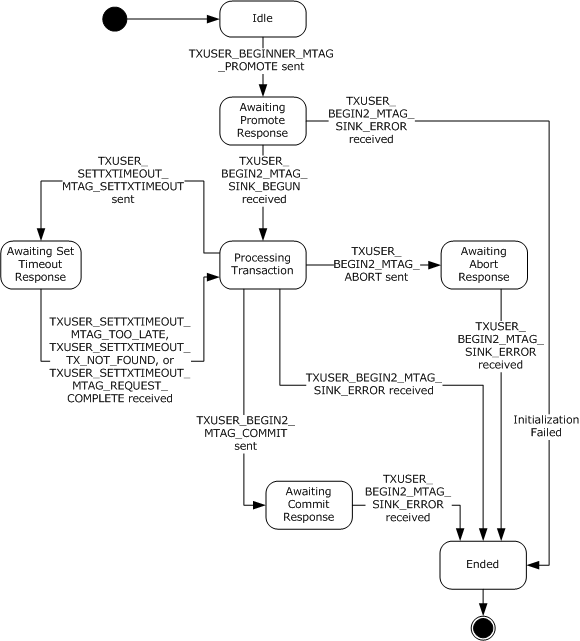 Idle
TXUSER_BEGINNER_MTAG
_PROMOTE sent
Awaiting
Promote
Response
TXUSER_
BEGIN2_MTAG_
SINK_ERROR
received
TXUSER_
SETTXTIMEOUT_
MTAG_SETTXTIMEOUT
sent
TXUSER_
BEGIN2_MTAG_
SINK_BEGUN
received
Awaiting Set
Timeout
Response
Processing
Transaction
TXUSER_
BEGIN2_MTAG_
ABORT sent
Awaiting
Abort
Response
TXUSER_SETTXTIMEOUT_
MTAG_TOO_LATE,
TXUSER_SETTXTIMEOUT_
TX_NOT_FOUND, or
TXUSER_SETTXTIMEOUT_
MTAG_REQUEST_
COMPLETE received
TXUSER_
BEGIN2_MTAG_
SINK_ERROR
received
TXUSER_BEGIN2_MTAG_
SINK_ERROR received
TXUSER_BEGIN2_
MTAG_COMMIT
sent
Initialization
Failed
Awaiting
Commit
Response
TXUSER_
BEGIN2_MTAG_
SINK_ERROR
received
Ended